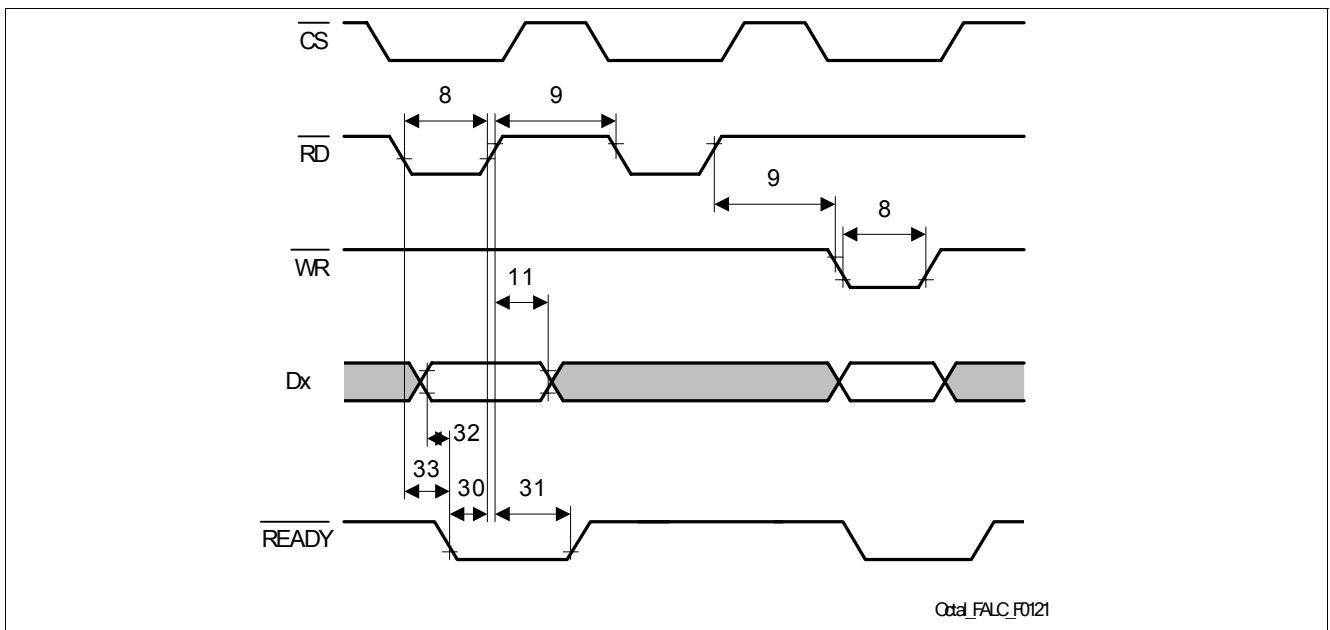 CS
8 9
RD
9
8
WR
11
Dx
32
33
30 31
READY
Octal_FALC_F0121